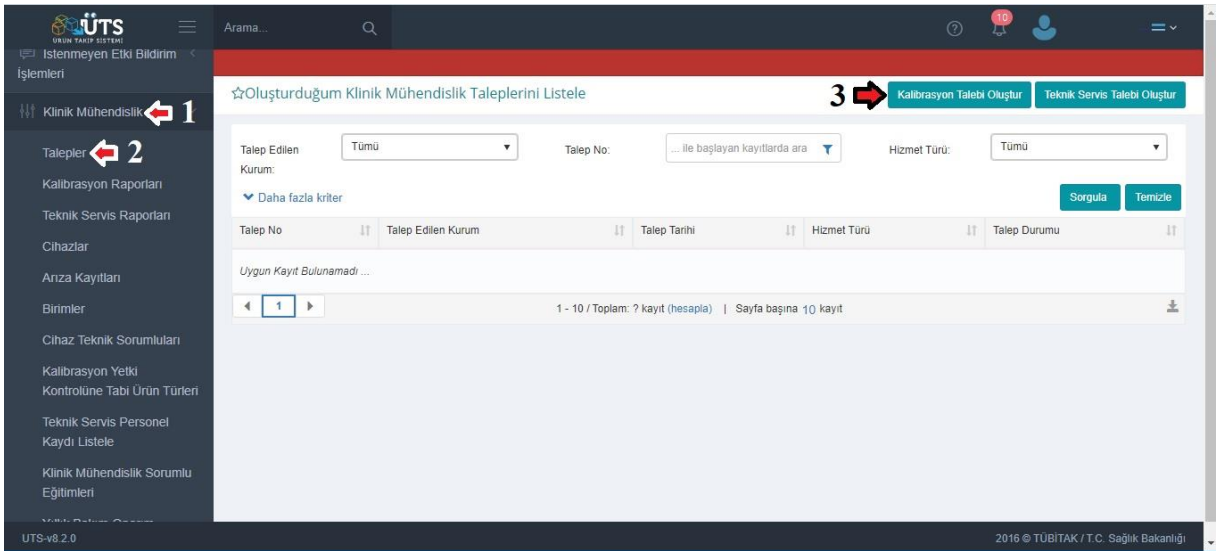 ÜTS
ÜRÜN TAKİP SİSTEMİ
Arama...
10
İstenmeyen Etki Bildirim
İşlemleri
Klinik Mühendislik
1
Talepler
2
Kalibrasyon Raporları
Teknik Servis Raporları
Cihazlar
Arıza Kayıtları
Birimler
Cihaz Teknik Sorumluları
Kalibrasyon Yetki
Kontrolüne Tabi Ürün Türleri
Teknik Servis Personel
Kaydı Listele
Klinik Mühendislik Sorumlu
Eğitimleri
Oluşturduğum Klinik Mühendislik Taleplerini Listele
3
Kalibrasyon Talebi Oluştur
Teknik Servis Talebi Oluştur
Talep Edilen
Kurum:
Tümü
Talep No:
... ile başlayan kayıtlarda ara
Hizmet Türü:
Tümü
Daha fazla kriter
Sorgula
Temizle
Talep No
Talep Edilen Kurum
Talep Tarihi
Hizmet Türü
Talep Durumu
Uygun Kayıt Bulunamadı ...
1
1 - 10 / Toplam: ? kayıt (hesapla) | Sayfa başına 10 kayıt
UTS-v8.2.0
2016 © TÜBİTAK / T.C. Sağlık Bakanlığı